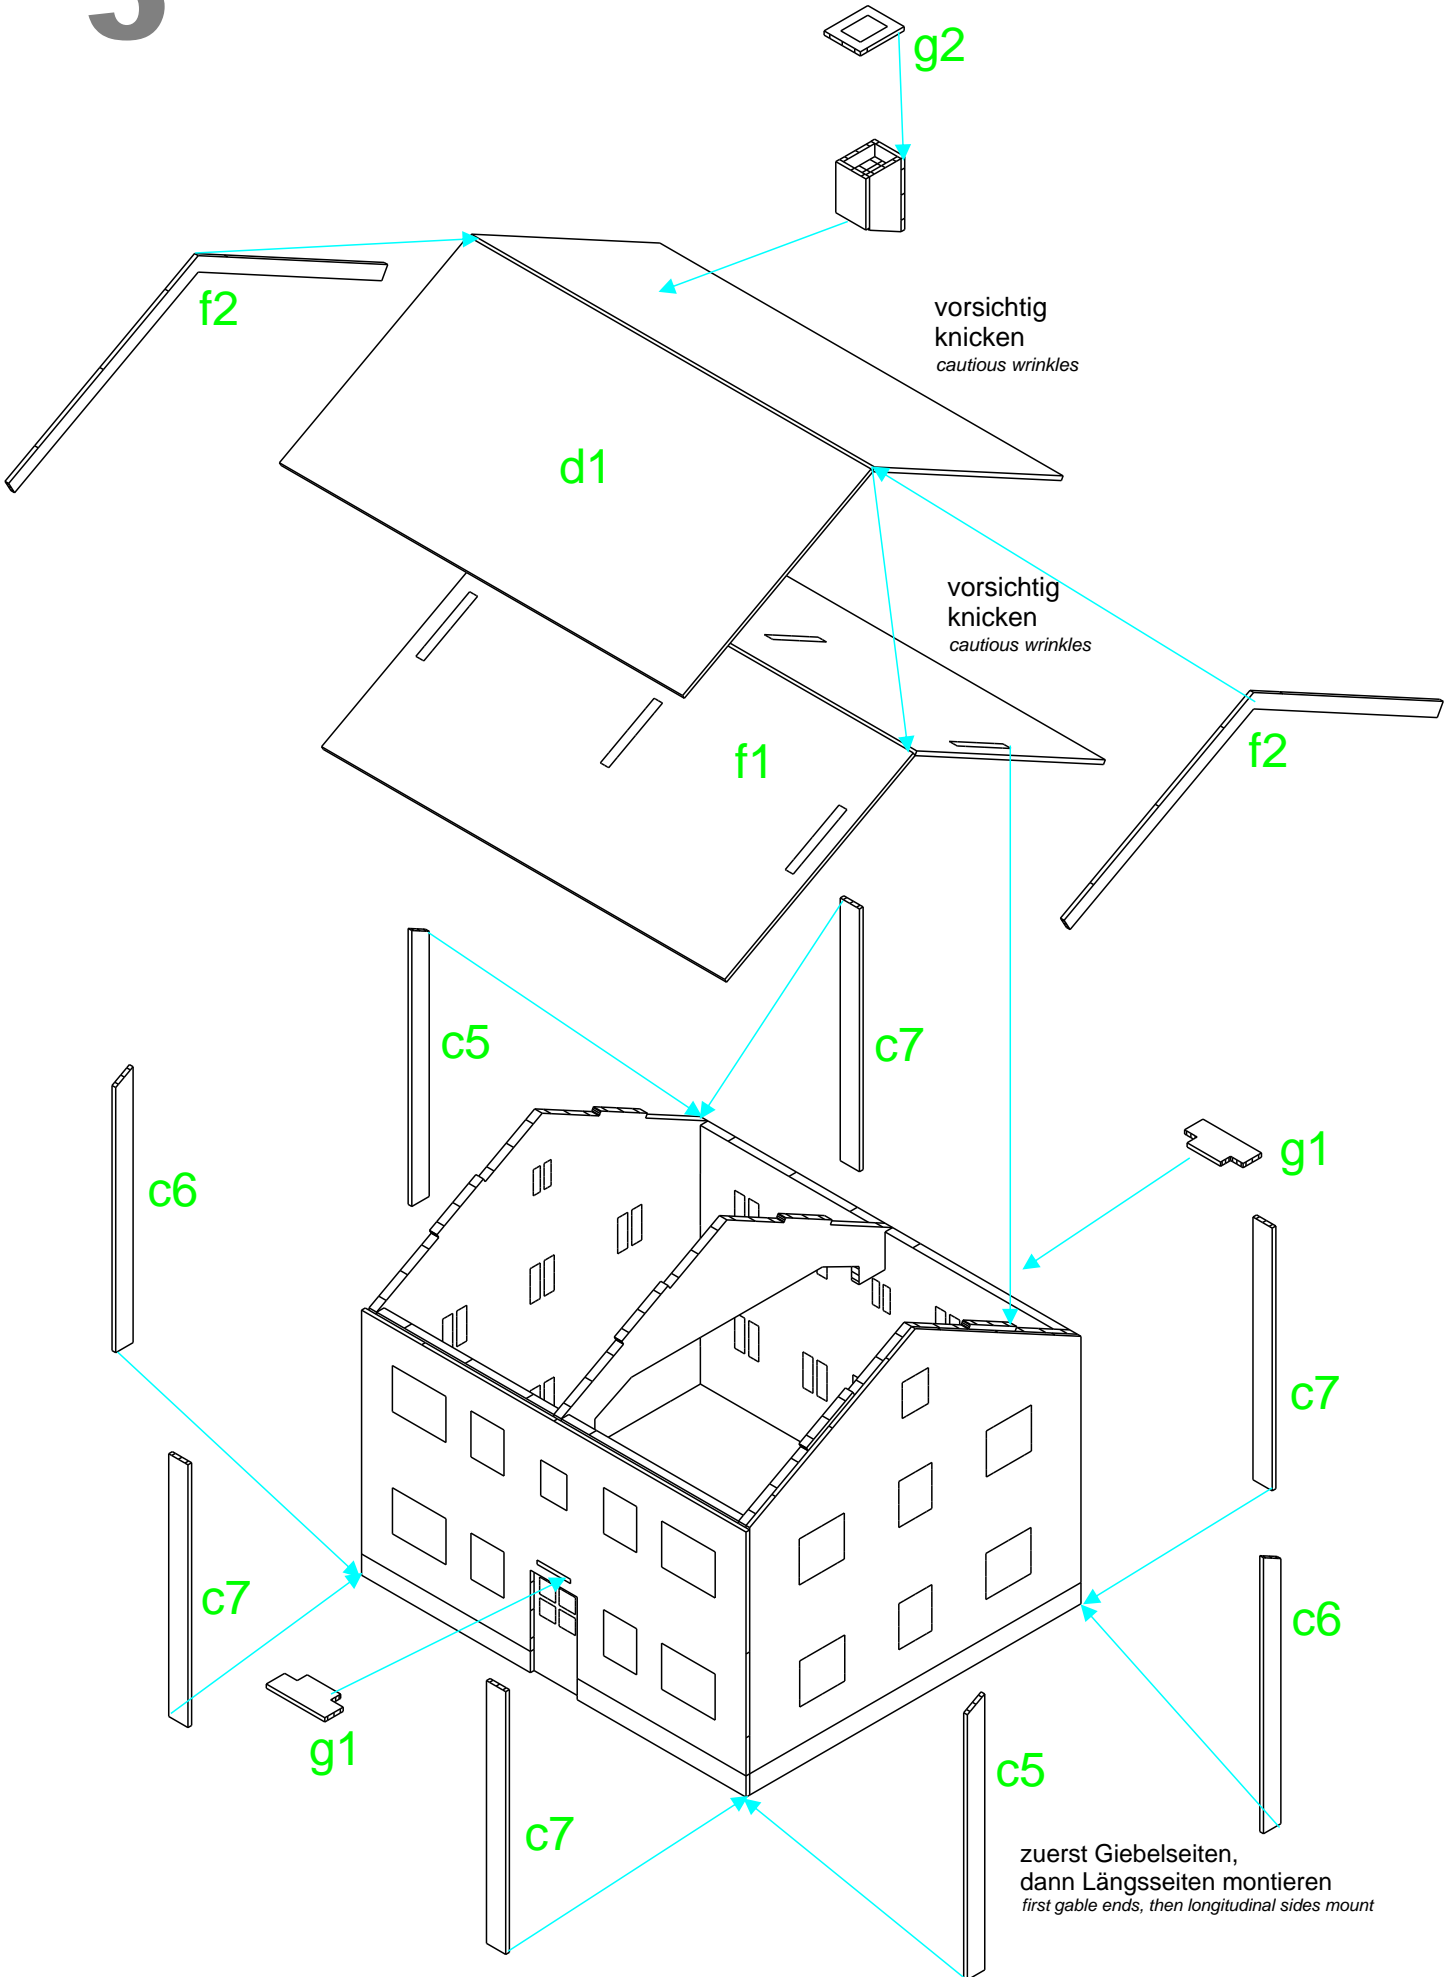 g2
f2
vorsichtig
knicken
cautious wrinkles
d1
vorsichtig
knicken
cautious wrinkles
f1
f2
c5
c7
c6
g1
c7
c7
c6
g1
c5
c7
zuerst Giebelseiten,
dann Längsseiten montieren
first gable ends, then longitudinal sides mount